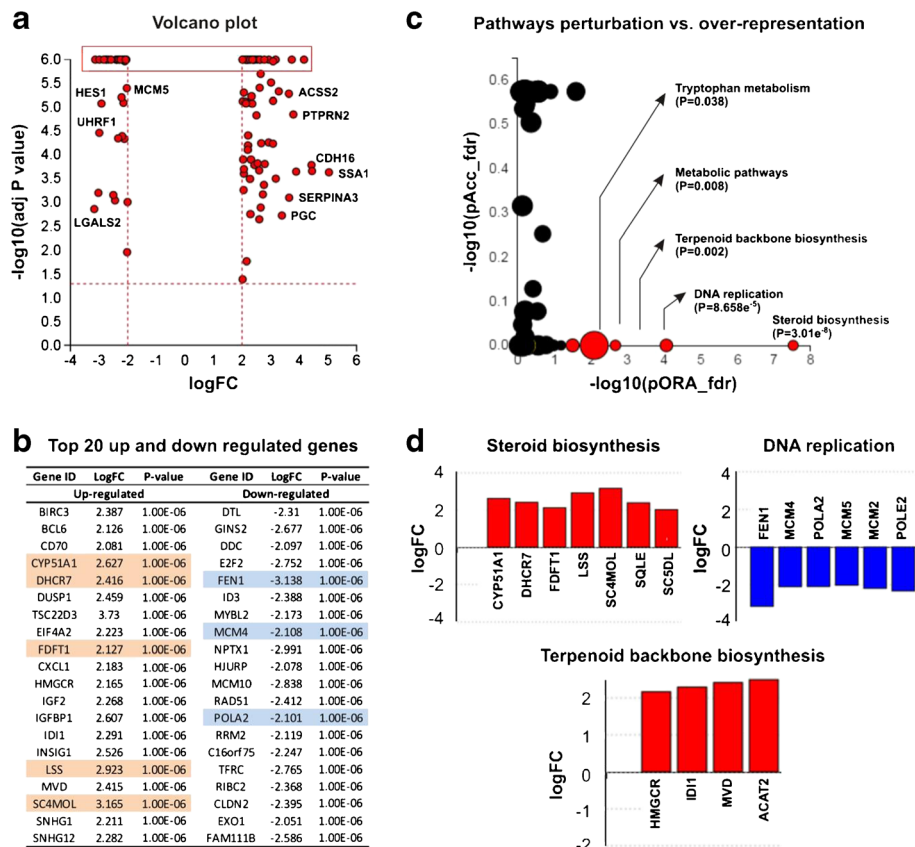 a
Volcano plot
-log10(adj P value)
6.0
5.5
5.0
4.5
4.0
3.5
3.0
2.5
2.0
1.5
1.0
0.5
0.0
-4 -3 -2 -1 0 1 2 3 4 5 6
logFC
HES1
MCM5
UHRF1
LGALS2
ACSS2
PTPRN2
CDH16
SSA1
SERPINA3
PGC
c
Pathways perturbation vs. over-representation
-log10(pAcc_fdr)
0.6
0.5
0.4
0.3
0.2
0.1
0.0
0 1 2 3 4 5 6 7 8
-log10(pORA_fdr)
Tryptophan metabolism
(P=0.038)
Metabolic pathways
(P=0.008)
Terpenoid backbone biosynthesis
(P=0.002)
DNA replication
(P=8.658e-5)
Steroid biosynthesis
(P=3.01e-8)
b
Top 20 up and down regulated genes
Gene ID LogFC P-value Gene ID LogFC P-value
Up-regulated Down-regulated
BIRC3 2.387 1.00E-06 DTL -2.31 1.00E-06
BCL6 2.126 1.00E-06 GINS2 -2.677 1.00E-06
CD70 2.081 1.00E-06 DDC -2.097 1.00E-06
CYP51A1 2.627 1.00E-06 E2F2 -2.752 1.00E-06
DHCR7 2.416 1.00E-06 FEN1 -3.138 1.00E-06
DUSP1 2.459 1.00E-06 ID3 -2.388 1.00E-06
TSC22D3 3.73 1.00E-06 MYBL2 -2.173 1.00E-06
EIF4A2 2.223 1.00E-06 MCM4 -2.108 1.00E-06
FDFT1 2.127 1.00E-06 NPTX1 -2.991 1.00E-06
CXCL1 2.183 1.00E-06 HJURP -2.078 1.00E-06
HMGCR 2.165 1.00E-06 MCM10 -2.838 1.00E-06
IGF2 2.268 1.00E-06 RAD51 -2.412 1.00E-06
IGFBP1 2.607 1.00E-06 POLA2 -2.101 1.00E-06
IDI1 2.291 1.00E-06 RRM2 -2.119 1.00E-06
INSIG1 2.526 1.00E-06 C16orf75 -2.247 1.00E-06
LSS 2.923 1.00E-06 TFRC -2.765 1.00E-06
MVD 2.415 1.00E-06 RIBC2 -2.368 1.00E-06
SC4MOL 3.165 1.00E-06 CLDN2 -2.395 1.00E-06
SNHG1 2.211 1.00E-06 EXO1 -2.051 1.00E-06
SNHG12 2.282 1.00E-06 FAM111B -2.586 1.00E-06
d
Steroid biosynthesis
logFC
4
2
0
-2
-4
CYP51A1
DHCR7
FDFT1
LSS
SC4MOL
SQLE
SC5DL
DNA replication
logFC
4
2
0
-2
-4
FEN1
MCM4
POLA2
MCM5
MCM2
POLE2
Terpenoid backbone biosynthesis
logFC
2
1
0
-1
-2
HMGCR
IDI1
MVD
ACAT2